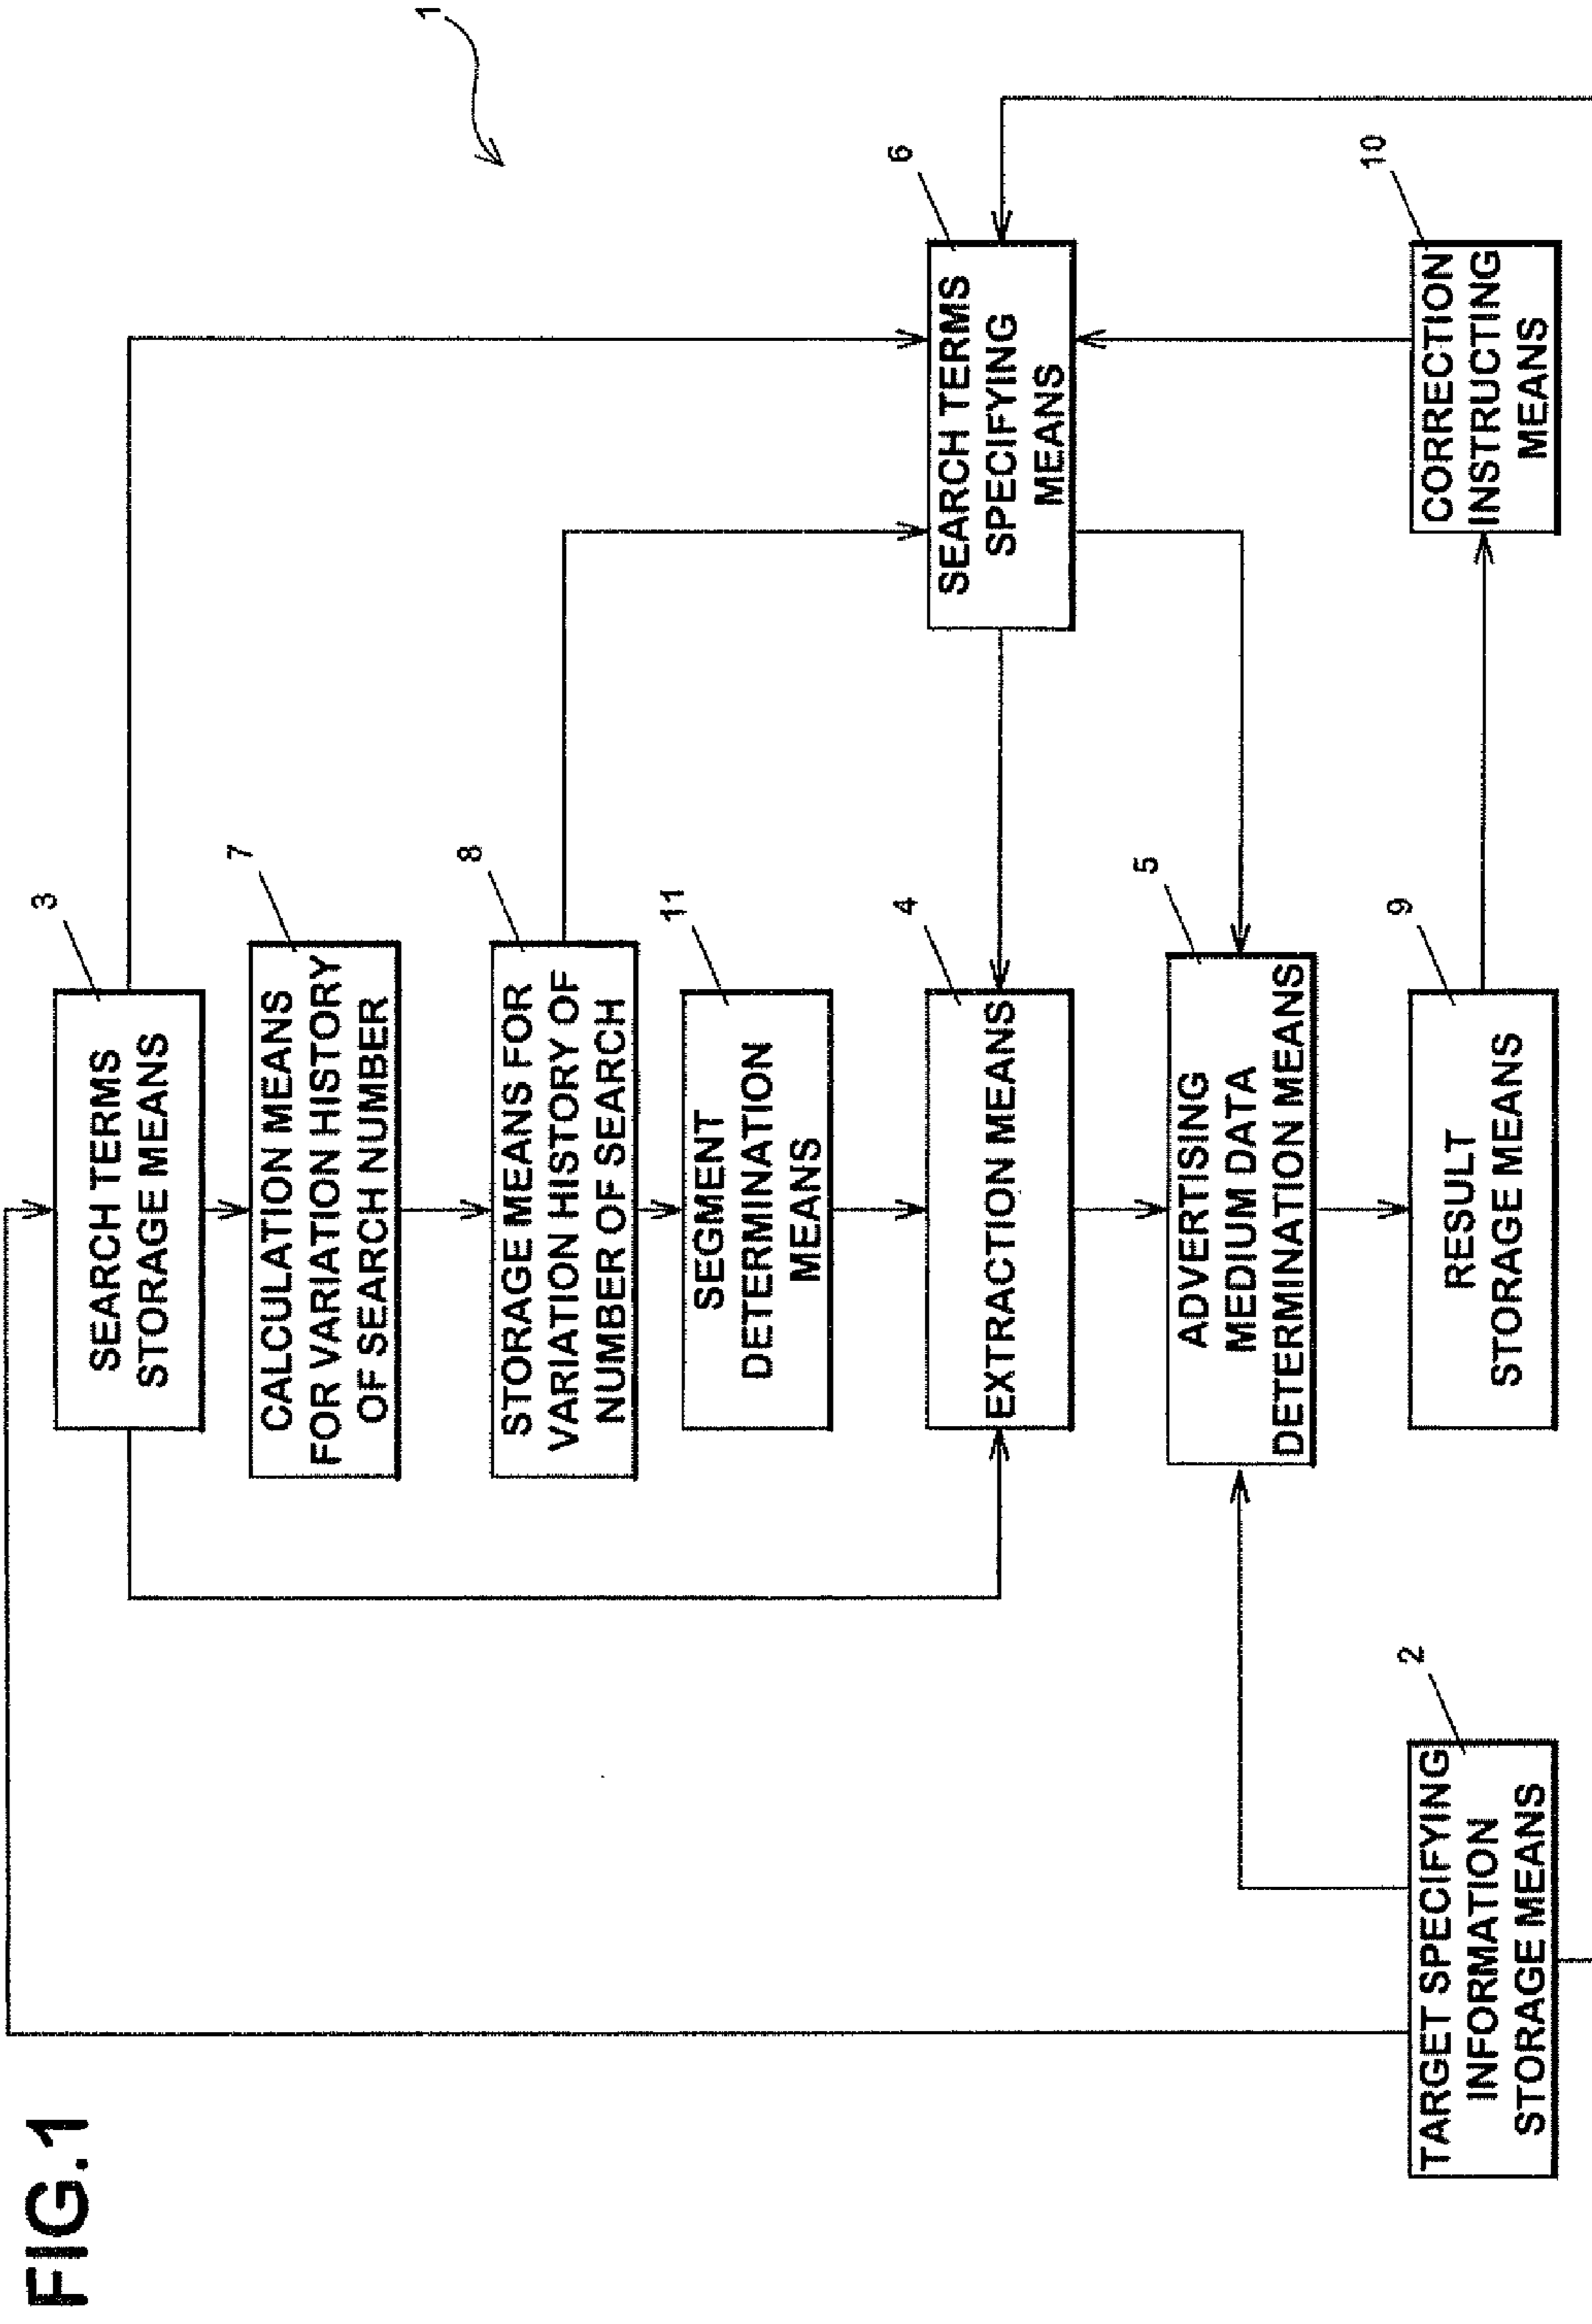 FIG.1
1
3
SEARCH TERMS
STORAGE MEANS
7
CALCULATION MEANS
FOR VARIATION HISTORY
OF SEARCH NUMBER
8
STORAGE MEANS FOR
VARIATION HISTORY OF
NUMBER OF SEARCH
11
SEGMENT
DETERMINATION
MEANS
6
SEARCH TERMS
SPECIFYING
MEANS
4
EXTRACTION MEANS
5
ADVERTISING
MEDIUM DATA
DETERMINATION MEANS
2
TARGET SPECIFYING
INFORMATION
STORAGE MEANS
9
RESULT
STORAGE MEANS
10
CORRECTION
INSTRUCTING
MEANS